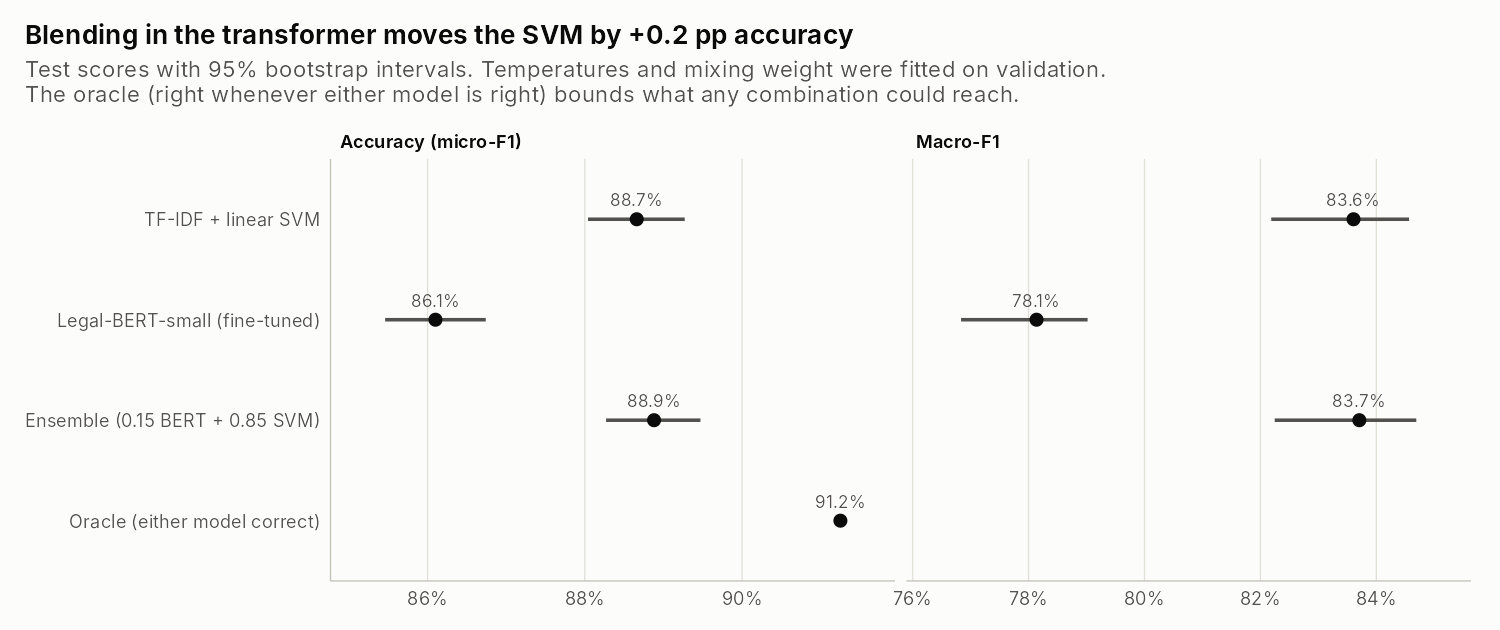 Blending in the transformer moves the SVM by +0.2 pp accuracy
Test scores with 95% bootstrap intervals. Temperatures and mixing weight were fitted on validation.
The oracle (right whenever either model is right) bounds what any combination could reach.
Accuracy (micro-F1)
Macro-F1
TF-IDF + linear SVM
88.7%
83.6%
Legal-BERT-small (fine-tuned)
86.1%
78.1%
Ensemble (0.15 BERT + 0.85 SVM)
88.9%
83.7%
Oracle (either model correct)
91.2%
86%
88%
90%
76%
78%
80%
82%
84%